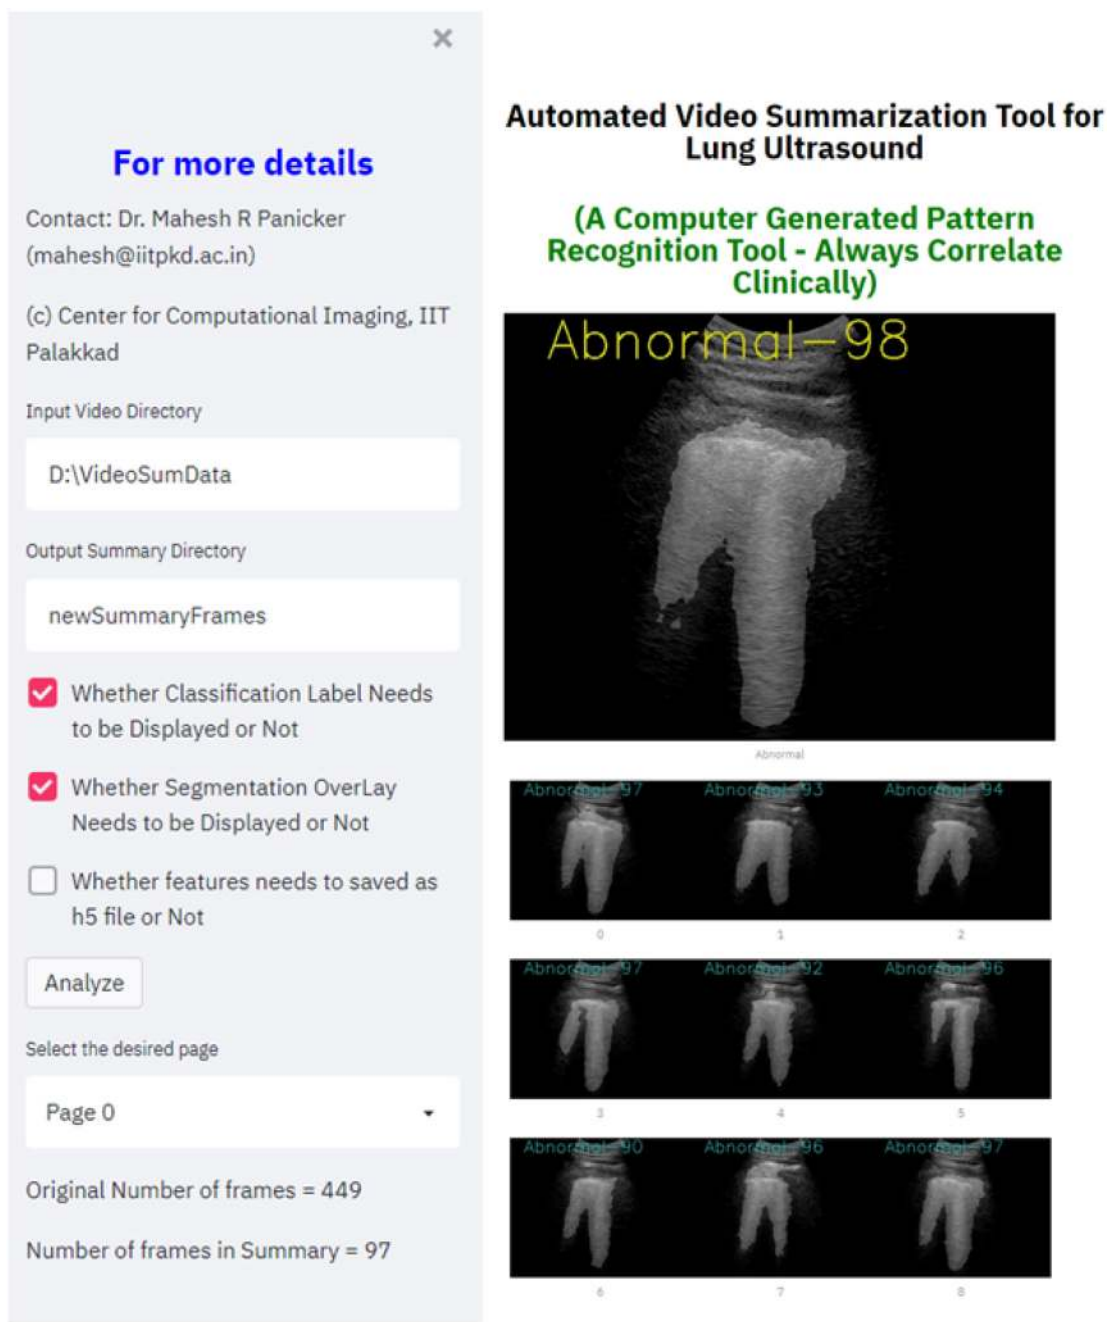 ×
For more details
Contact: Dr. Mahesh R Panicker
(mahesh@iitpkd.ac.in)
(c) Center for Computational Imaging, IIT
Palakkad
Input Video Directory
D:\VideoSumData
Output Summary Directory
newSummaryFrames
Whether Classification Label Needs
to be Displayed or Not
Whether Segmentation OverLay
Needs to be Displayed or Not
Whether features needs to saved as
h5 file or Not
Analyze
Select the desired page
Page 0
Original Number of frames = 449
Number of frames in Summary = 97
Automated Video Summarization Tool for
Lung Ultrasound
(A Computer Generated Pattern
Recognition Tool - Always Correlate
Clinically)
Abnormal-98
Abnormal
Abnormal-97 Abnormal-93 Abnormal-94
0 1 2
Abnormal-97 Abnormal-92 Abnormal-96
3 4 5
Abnormal-90 Abnormal-96 Abnormal-97
6 7 8